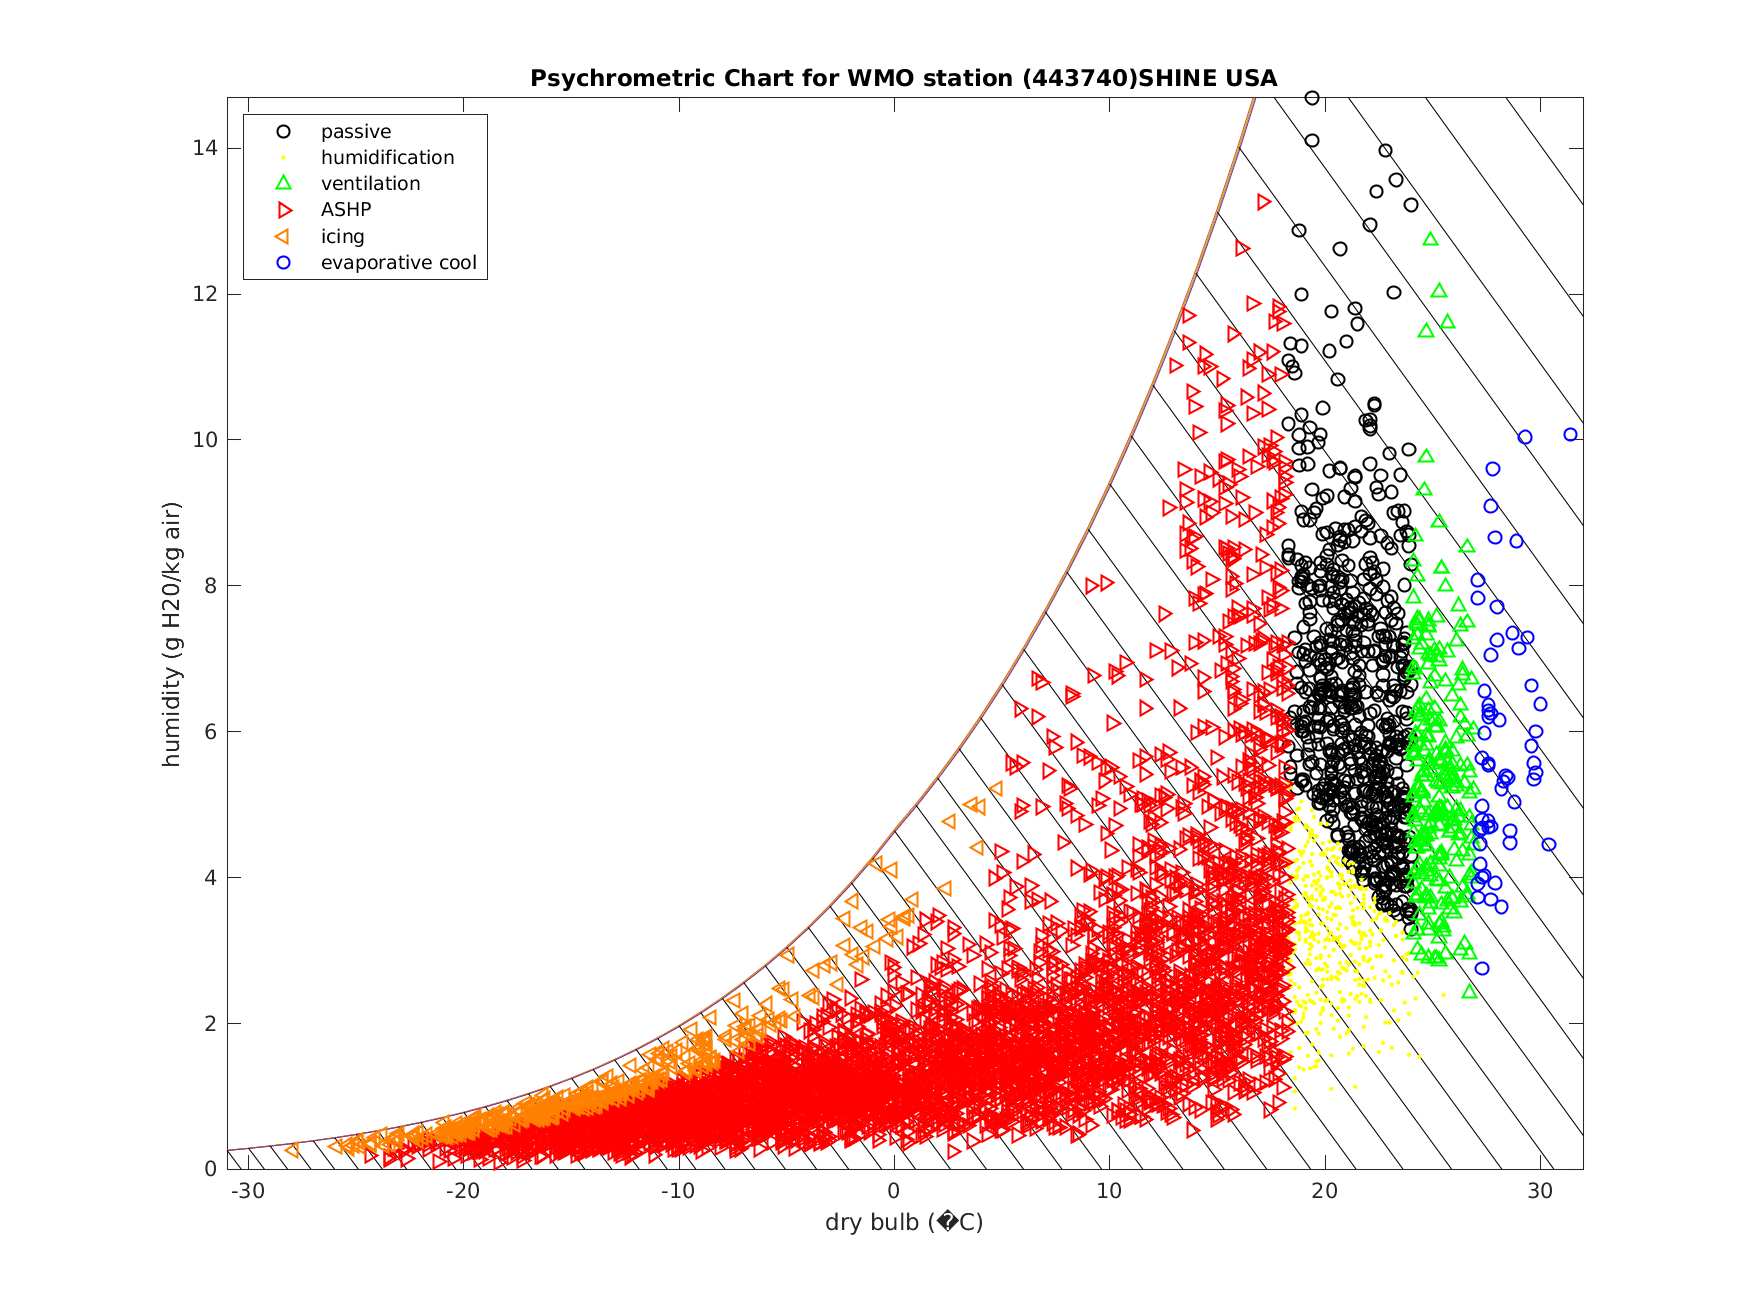 Psychrometric Chart for WMO station (443740)SHINE USA
passive
humidification
ventilation
ASHP
icing
evaporative cool
14
12
10
8
6
4
2
0
humidity (g H20/kg air)
-30 -20 -10 0 10 20 30
dry bulb (�C)